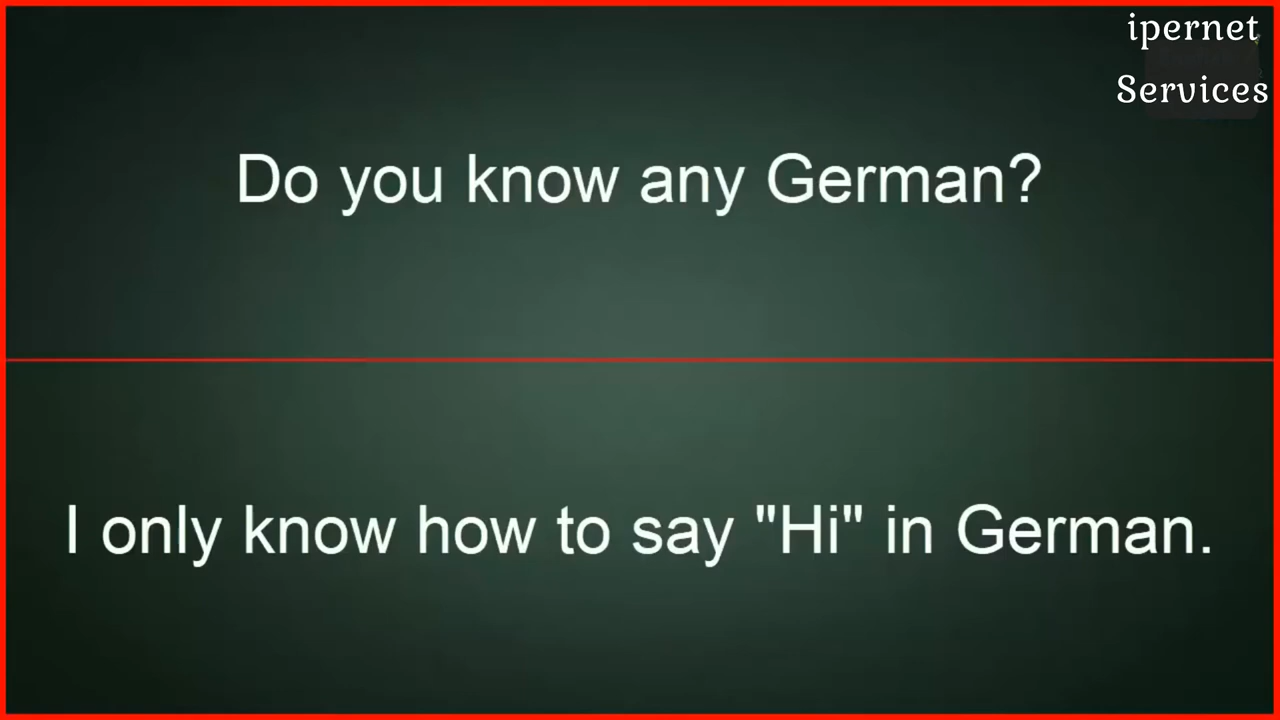 ipernet
Services
Do you know any German?
I only know how to say "Hi" in German.